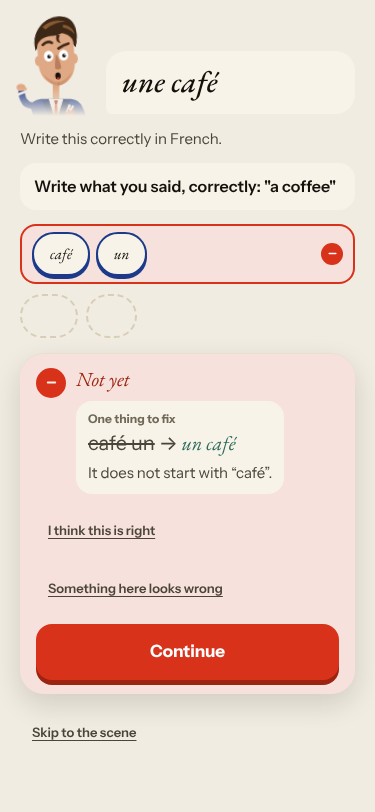 une café
Write this correctly in French.
Write what you said, correctly: "a coffee"
café un
Not yet
One thing to fix
café un → un café
It does not start with “café”.
I think this is right
Something here looks wrong
Continue
Skip to the scene